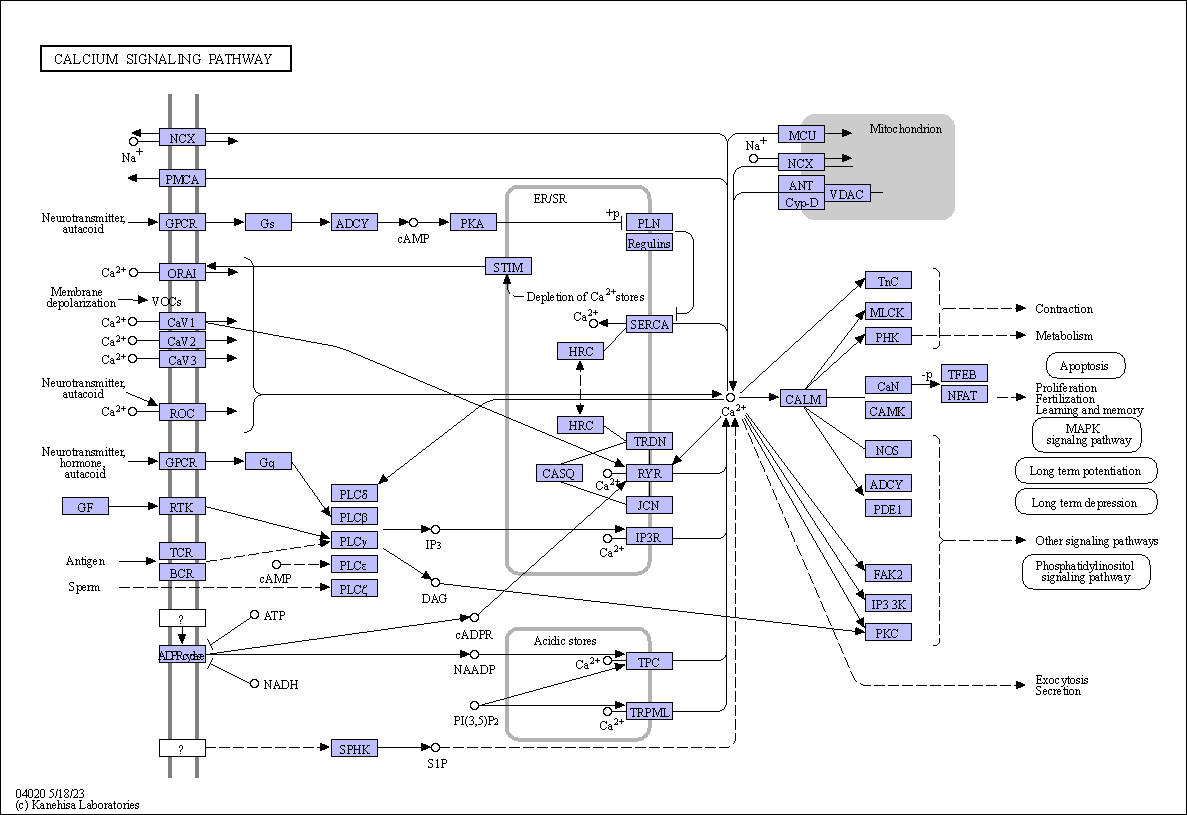 CALCIUM SIGNALING PATHWAY
NCX
Na+
PMCA
Neurotransmitter,
autacoid
GPCR
Gs
ADCY
cAMP
PKA
ER/SR
+p
PLN
Regulins
MCU
Mitochondrion
Na+
NCX
ANT
Cyp-D
VDAC
Ca2+
ORAI
STIM
Membrane
depolarization
VOCs
Depletion of Ca2+stores
Ca2+
CaV1
Ca2+
CaV2
Ca2+
CaV3
Ca2+
SERCA
HRC
Neurotransmitter,
autacoid
Ca2+
ROC
HRC
TRDN
CASQ
Ca2+
RYR
JCN
Neurotransmitter,
hormone,
autacoid
GPCR
Gq
GF
RTK
PLCδ
PLCβ
PLCγ
PLCε
PLCζ
IP3
Ca2+
IP3R
Antigen
TCR
BCR
cAMP
Sperm
DAG
?
ATP
cADPR
NAADP
NADH
Acidic stores
Ca2+
TPC
PI(3,5)P2
Ca2+
TRPML
?
SPHK
S1P
Ca2+
CALM
TnC
MLCK
PHK
Contraction
Metabolism
CaN
CAMK
-p
TFEB
NFAT
Apoptosis
Proliferation
Fertilization
Learning and memory
MAPK
signalng pathway
NOS
ADCY
PDE1
Long term potentiation
Long term depression
Other signaling pathways
Phosphatidylinositol
signaling pathway
FAK2
IP3 3K
PKC
Exocytosis
Secretion
04020 5/18/23
(c) Kanehisa Laboratories